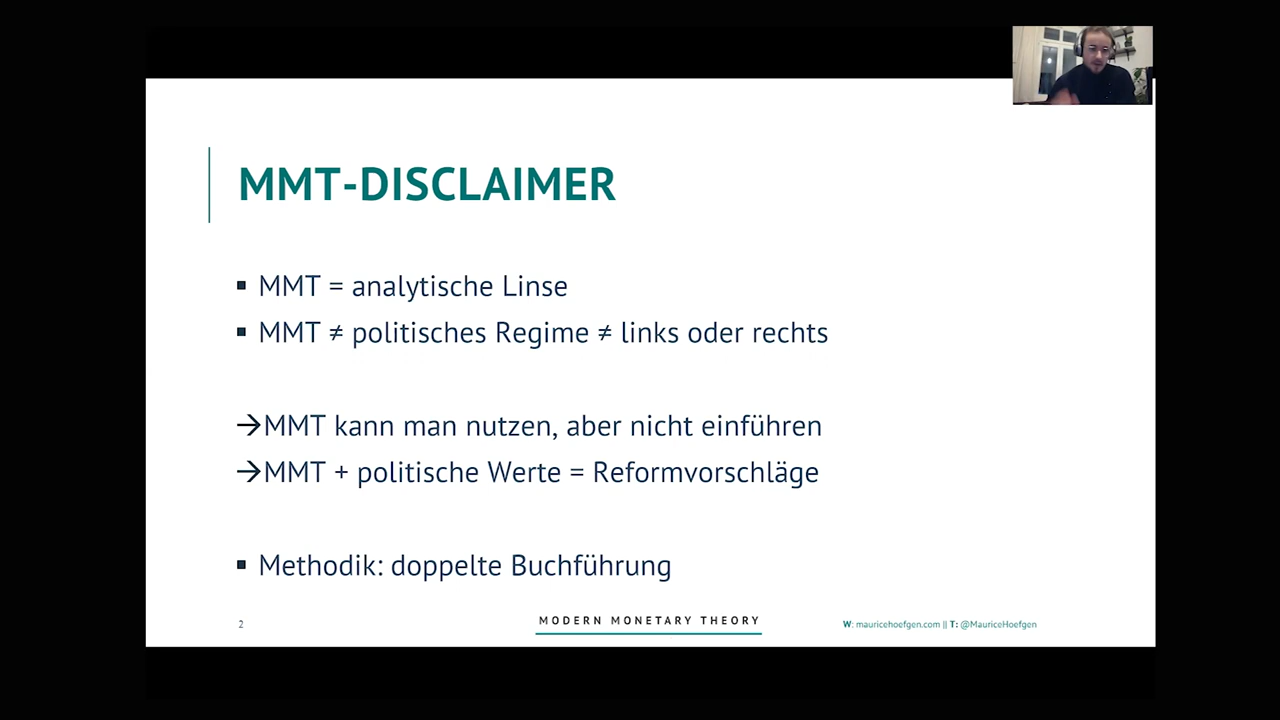 MMT-DISCLAIMER
▪ MMT = analytische Linse
▪ MMT ≠ politisches Regime ≠ links oder rechts
→MMT kann man nutzen, aber nicht einführen
→MMT + politische Werte = Reformvorschläge
▪ Methodik: doppelte Buchführung
2
MODERN MONETARY THEORY
W: mauricehoefgen.com || T: @MauriceHoefgen